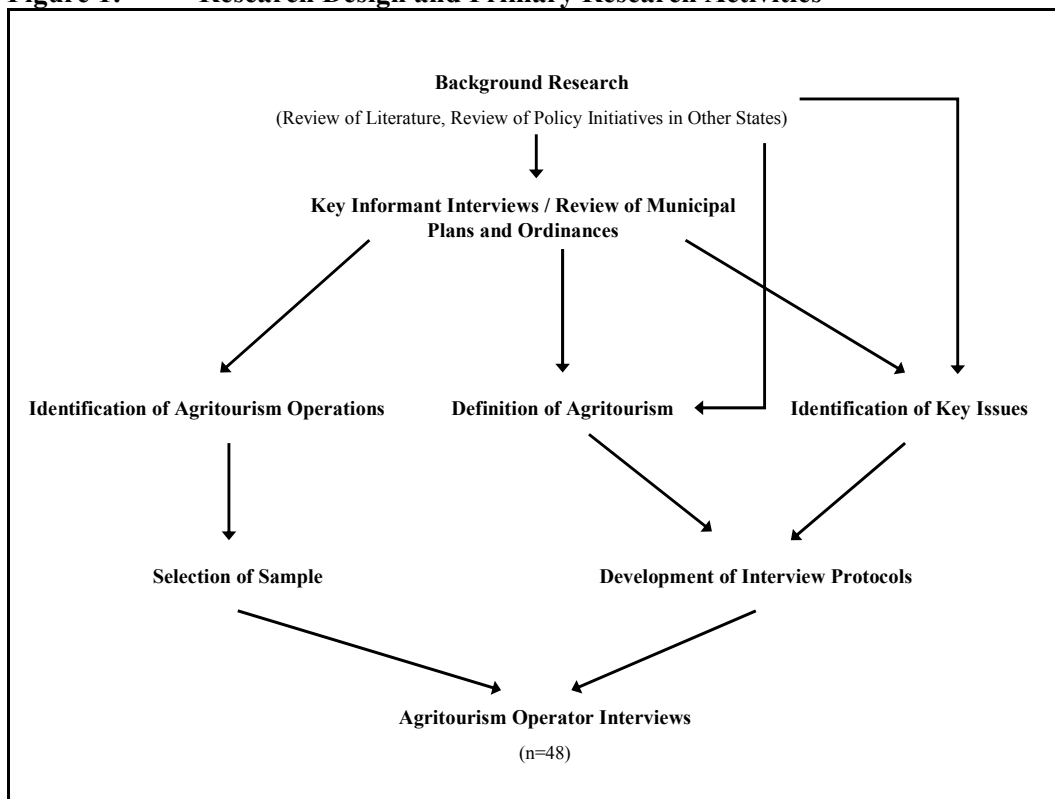 Figure 1. Research Design and Primary Research Activities
Background Research
(Review of Literature, Review of Policy Initiatives in Other States)
Key Informant Interviews / Review of Municipal
Plans and Ordinances
Identification of Agritourism Operations
Definition of Agritourism
Identification of Key Issues
Selection of Sample
Development of Interview Protocols
Agritourism Operator Interviews
(n=48)